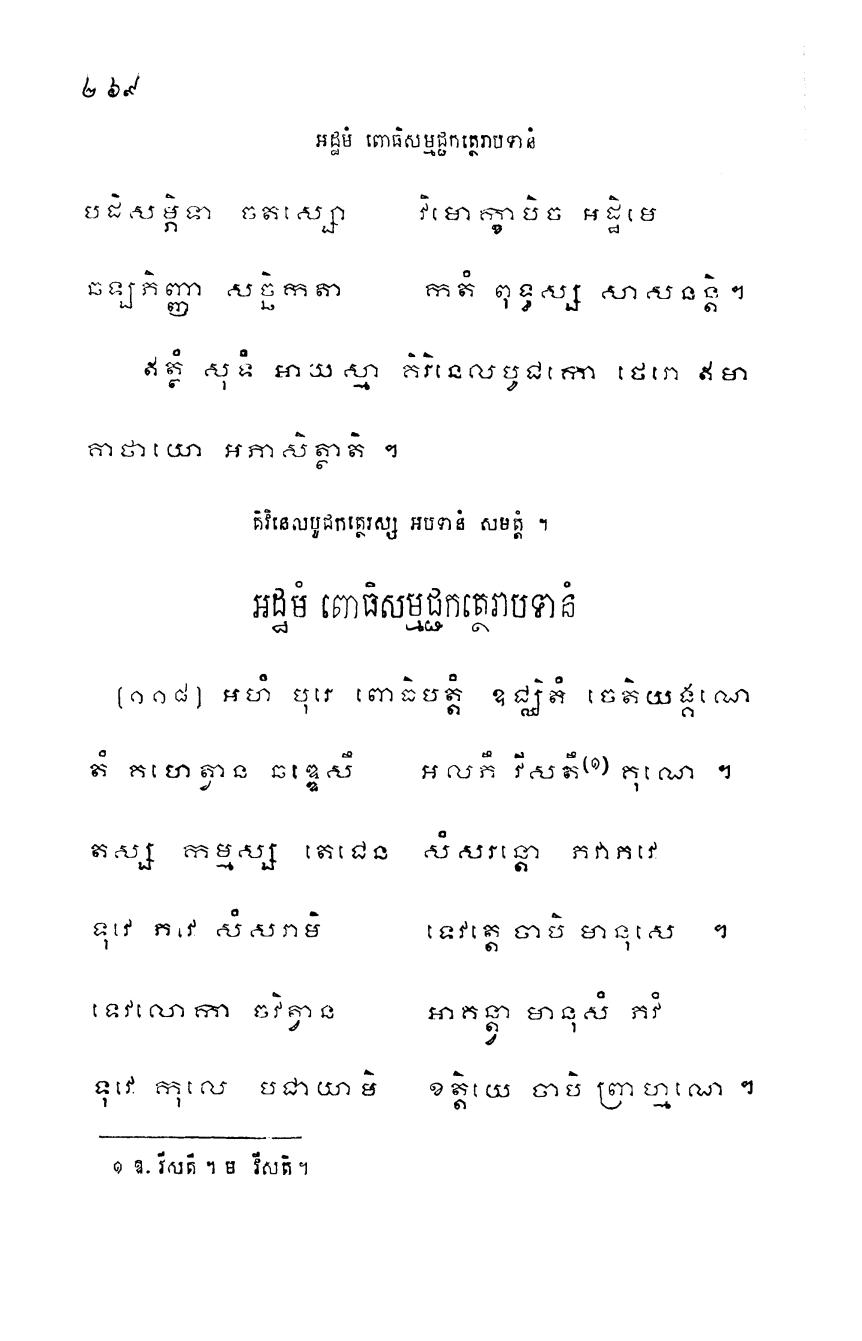 ២៦៩
អដ្ឋមំ ពោធិសម្មជ្ជកត្ថេរាបទានំ
បដិសម្ភិទា ចតស្សោ វិមោក្ខាបិច អដ្ឋិមេ
ឆឡភិញ្ញា សច្ឆិកតា កតំ ពុទ្ធស្ស សាសនន្តិ ។
ឥត្ថំ សុទំ អាយស្មា គិរិនេលបូជកោ ថេរោ ឥមា
គាថាយោ អភាសិត្ថាតិ ។
គិរិនេលបូជកត្ថេរស្ស អបទានំ សមត្តំ ។
អដ្ឋមំ ពោធិសម្មជ្ជកត្ថេរាបទានំ
[១១៨] អហំ បុរេ ពោធិបត្តំ ឧជ្ឈិតំ ចេតិយង្គណេ
តំ គហេត្វាន ឆឌ្ឌេសឹ អលភឹ វីសតឹ(១) គុណេ ។
តស្ស កម្មស្ស តេជេន សំសរន្តោ ភវាភវេ
ទុវេ ភវេ សំសរាមិ ទេវត្តេ ចាបិ មានុសេ ។
ទេវលោកា ចវិត្វាន អាគន្ត្វា មានុសំ ភវំ
ទុវេ កុលេ បជាយាមិ ខត្តិយេ ចាបិ ព្រាហ្មណេ ។
១ ឱ. វីសតី ។ ម វីសតិ ។